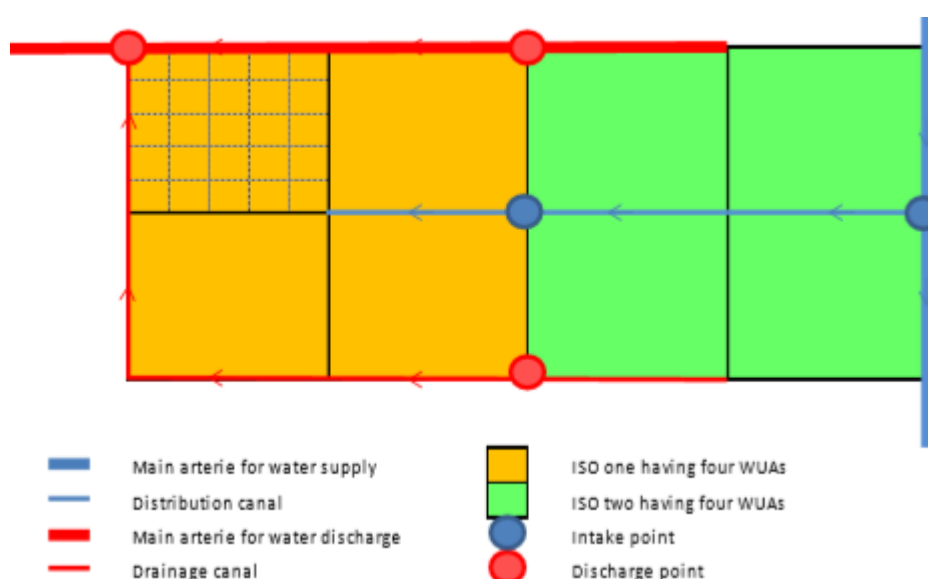 Main arterie for water supply
Distribution canal
Main arterie for water discharge
Drainage canal
ISO one having four WUAs
ISO two having four WUAs
Intake point
Discharge point